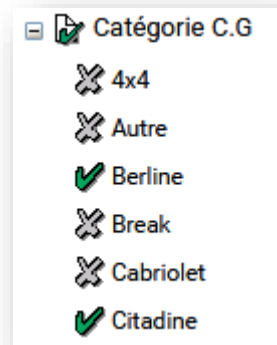 Catégorie C.G
4x4
Autre
Berline
Break
Cabriolet
Citadine